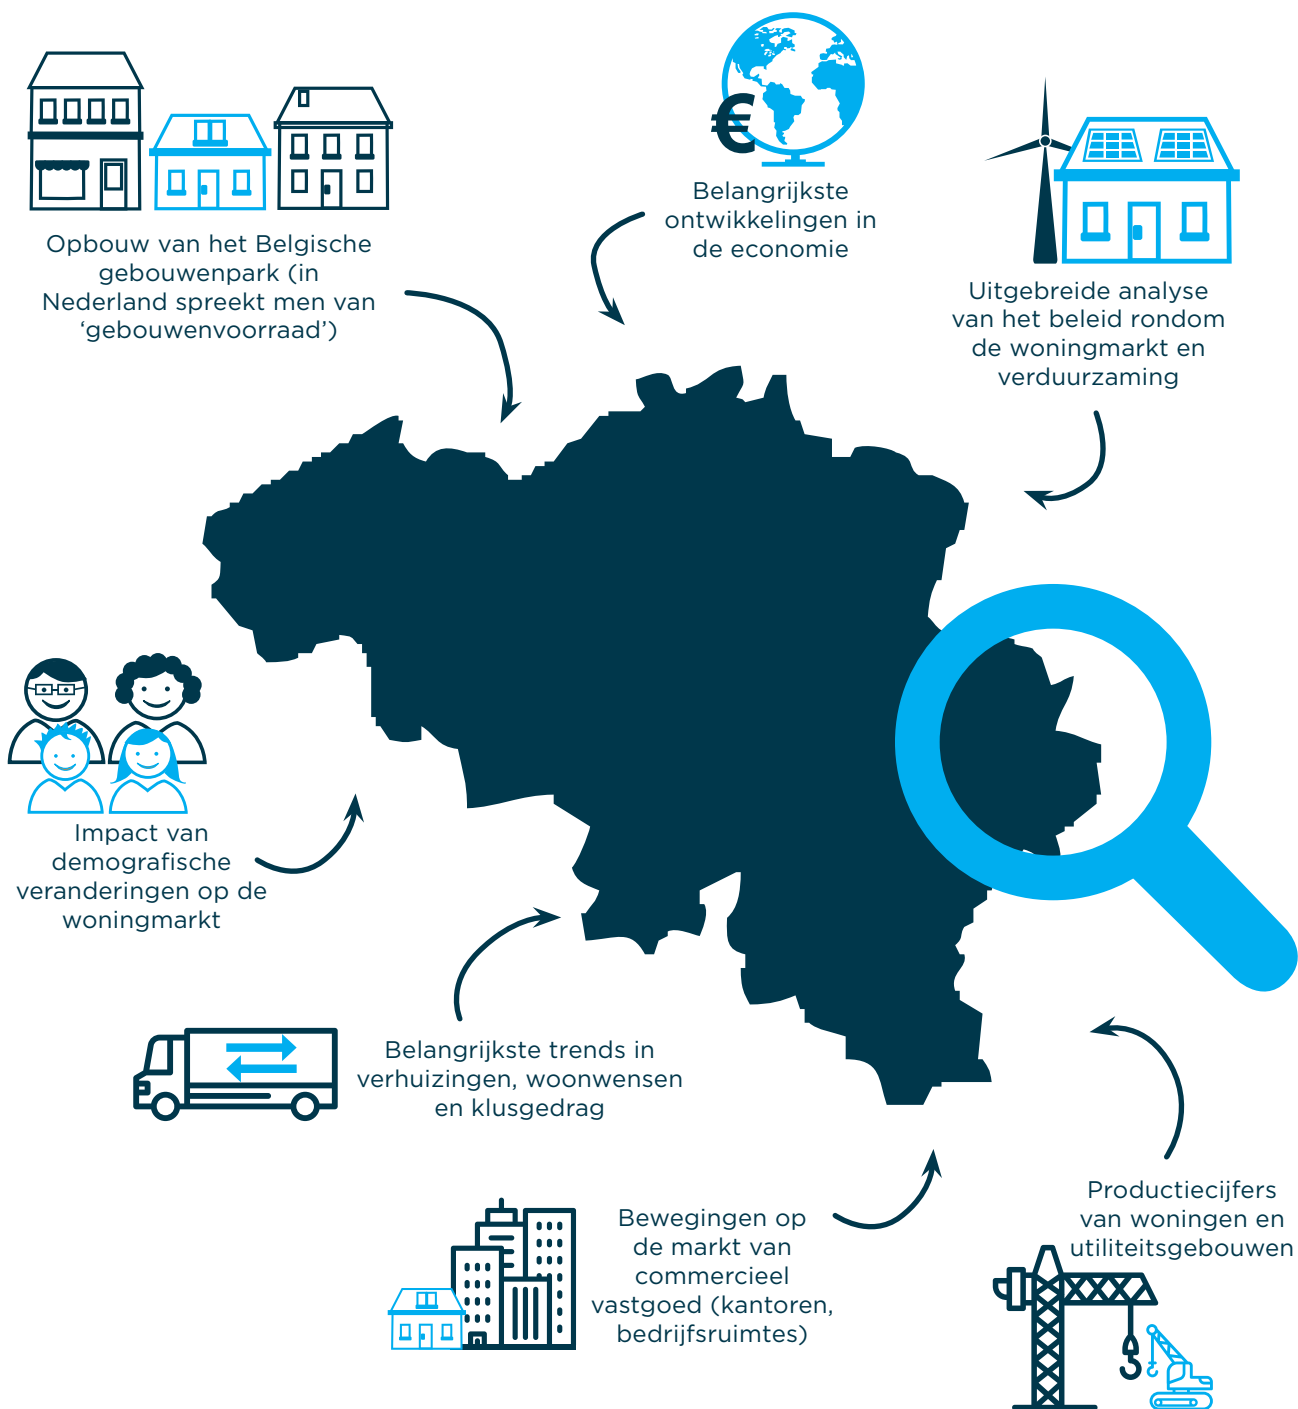 Opbouw van het Belgische
gebouwenpark (in
Nederland spreekt men van
‘gebouwenvoorraad’)
Belangrijkste
ontwikkelingen in
de economie
Uitgebreide analyse
van het beleid rondom
de woningmarkt en
verduurzaming
Impact van
demografische
veranderingen op de
woningmarkt
Belangrijkste trends in
verhuizingen, woonwensen
en klusgedrag
Bewegingen op
de markt van
commercieel
vastgoed (kantoren,
bedrijfsruimtes)
Productiecijfers
van woningen en
utiliteitsgebouwen
€